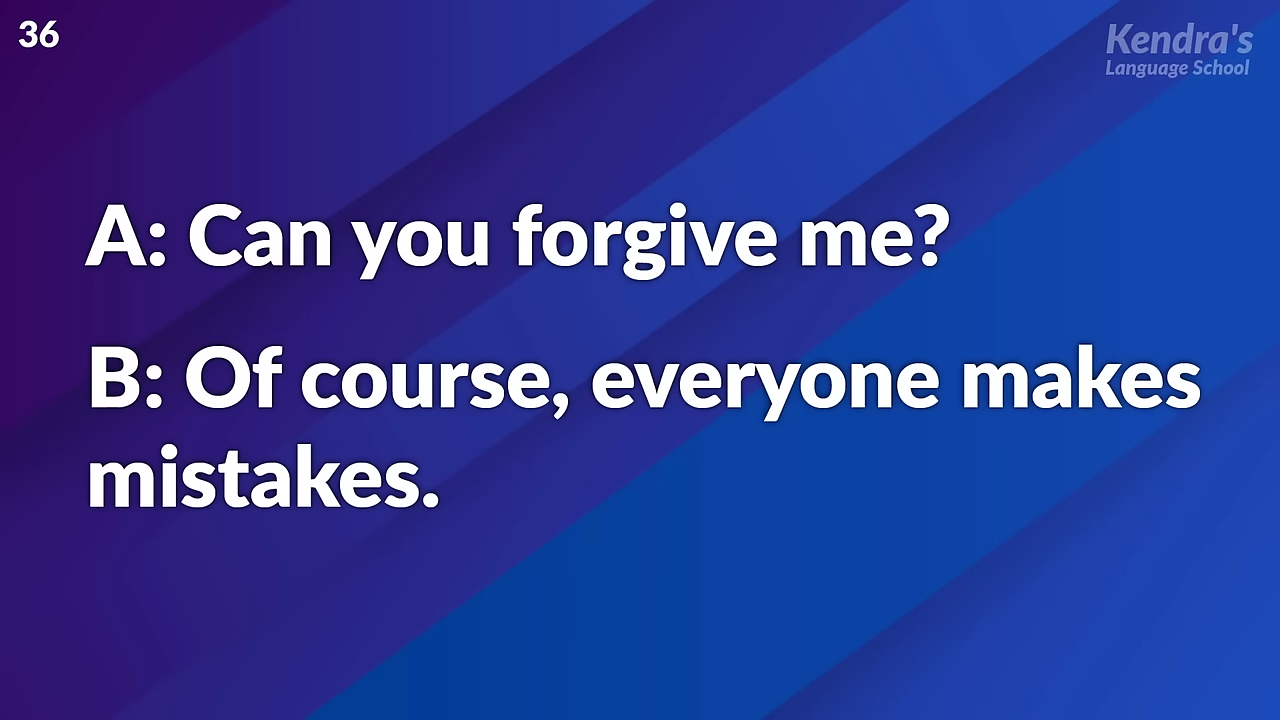 36
Kendra's
Language School
A: Can you forgive me?
B: Of course, everyone makes
mistakes.